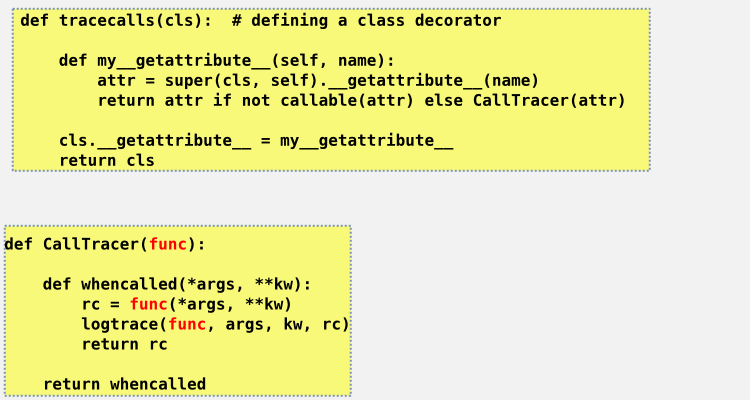 def tracecalls(cls):  # defining a class decorator
    def my__getattribute__(self, name):
        attr = super(cls, self).__getattribute__(name)
        return attr if not callable(attr) else CallTracer(attr)
    cls.__getattribute__ = my__getattribute__
    return cls
def CallTracer(func):
    def whencalled(*args, **kw):
        rc = func(*args, **kw)
        logtrace(func, args, kw, rc)
        return rc
    return whencalled